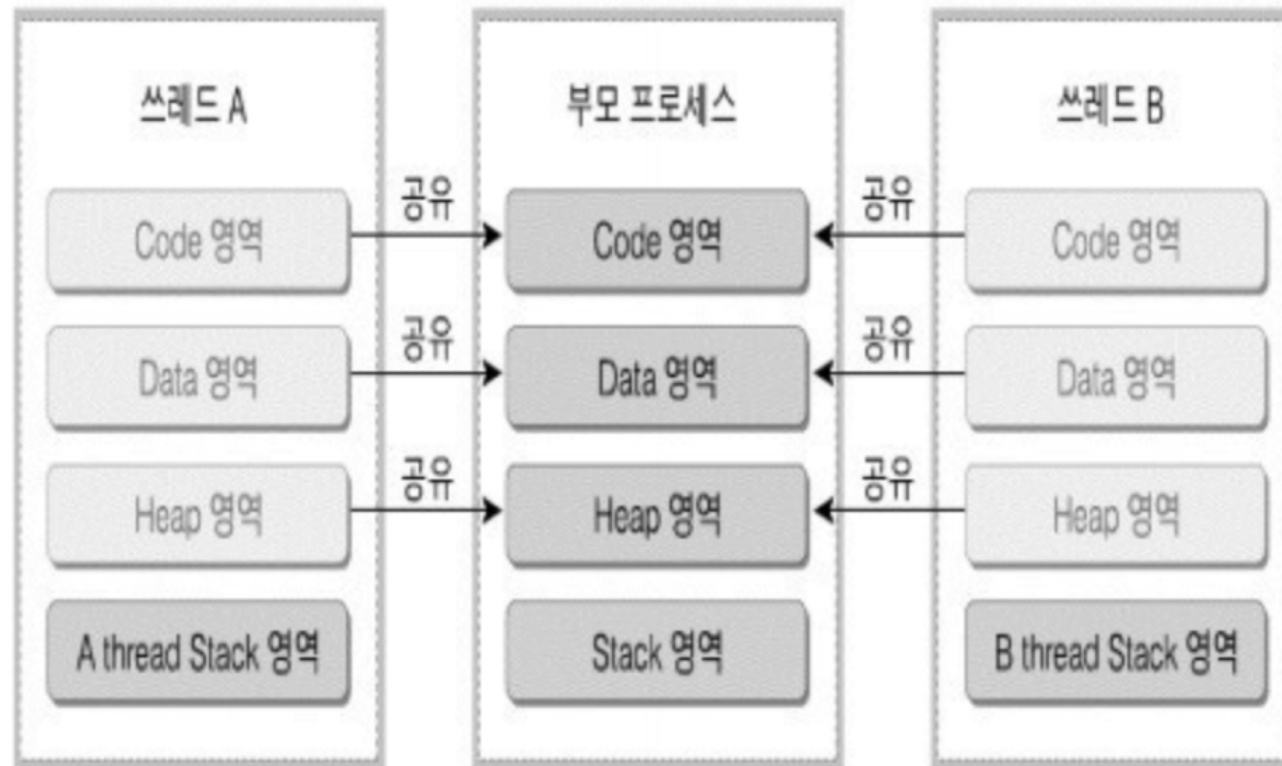 쓰레드 A
부모 프로세스
쓰레드 B
Code 영역
공유
Code 영역
공유
Code 영역
Data 영역
공유
Data 영역
공유
Data 영역
Heap 영역
공유
Heap 영역
공유
Heap 영역
A thread Stack 영역
Stack 영역
B thread Stack 영역